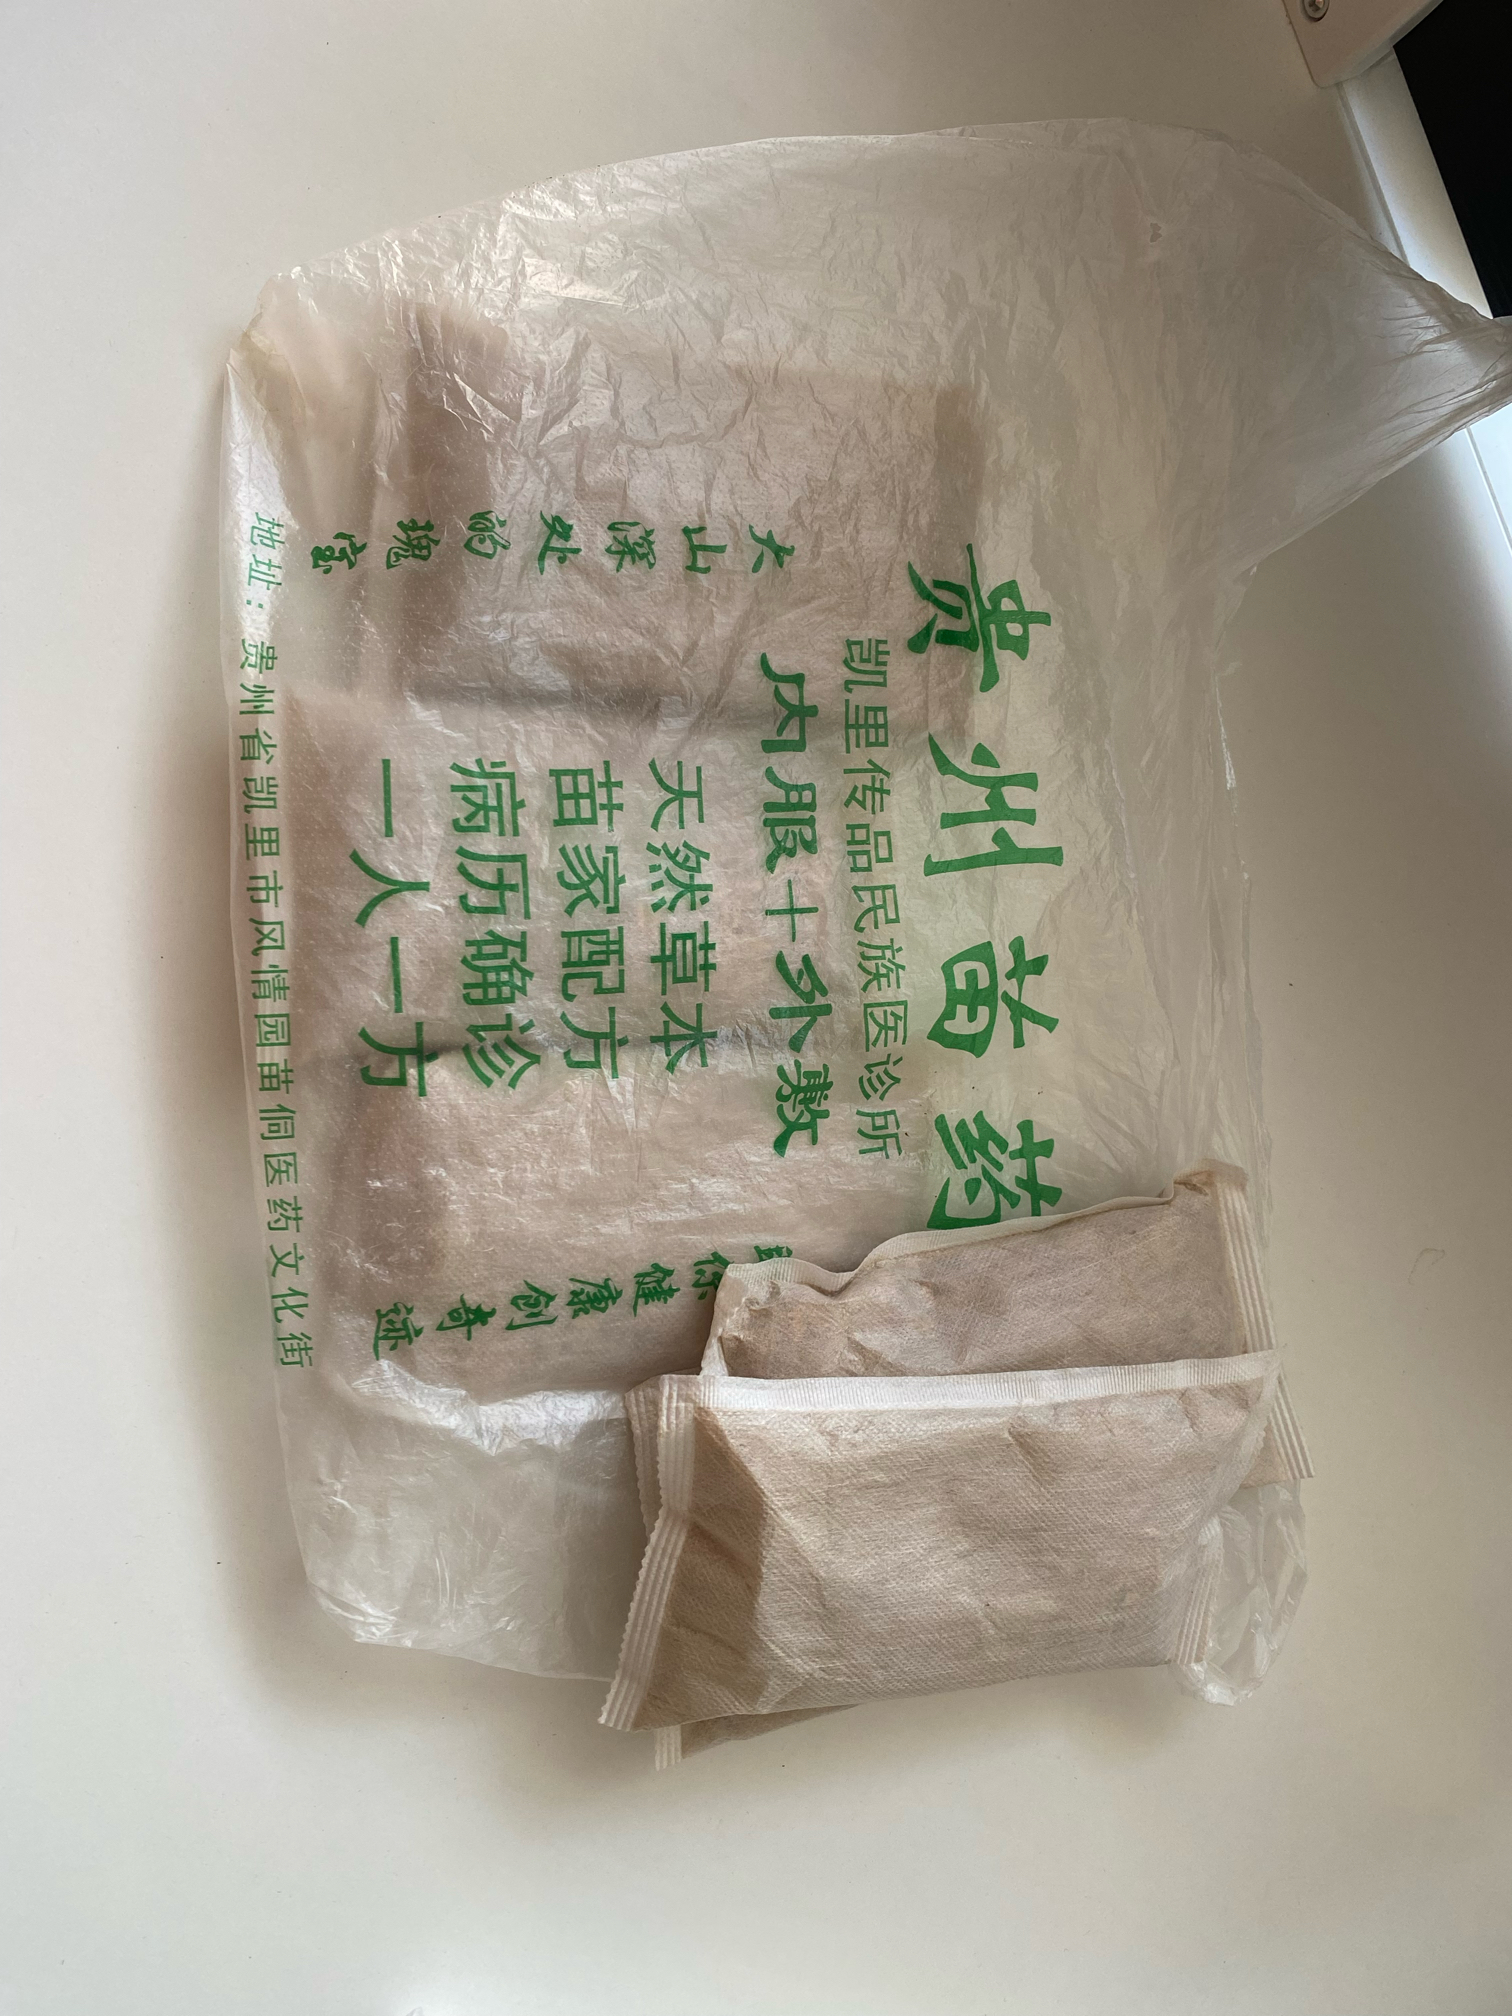 贵州苗药
凯里传品民族医诊所
内服+外敷
大山深处的瑰宝
天然草本
苗家配方
病历确诊
一人一方
你健康创奇迹
地址：贵州省凯里市风情园苗侗医药文化街